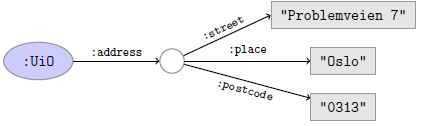 :UiO
:address
:street
"Problemveien 7"
:place
"Oslo"
:postcode
"0313"